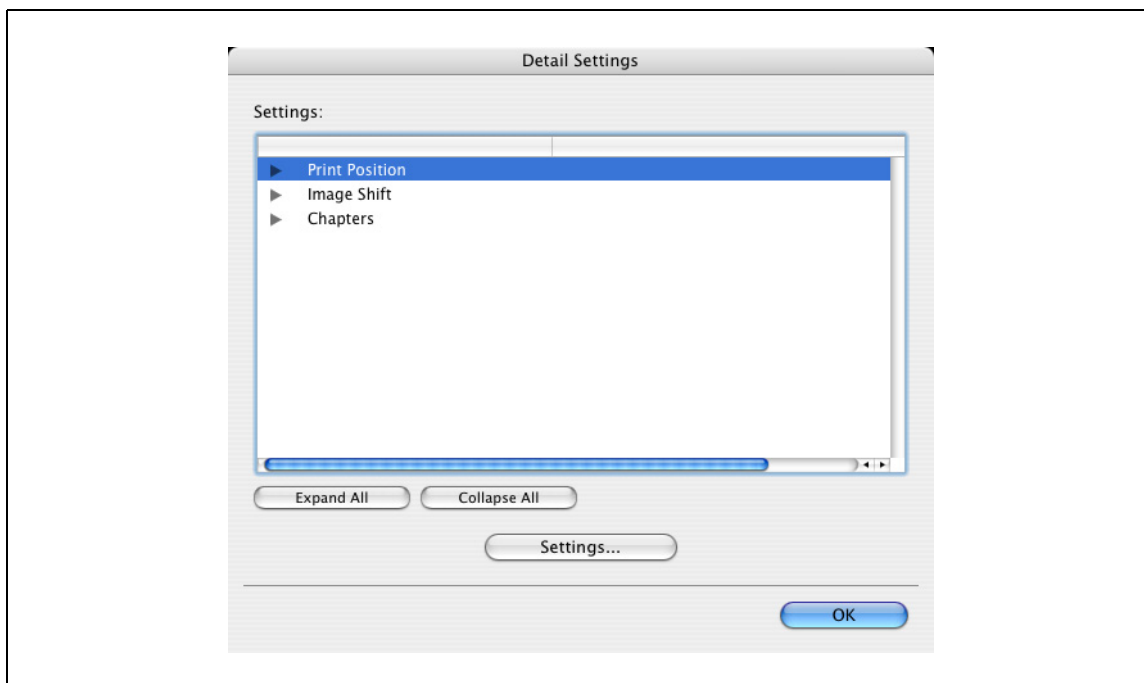 Detail Settings
Settings:
Print Position
Image Shift
Chapters
Expand All Collapse All
Settings...
OK